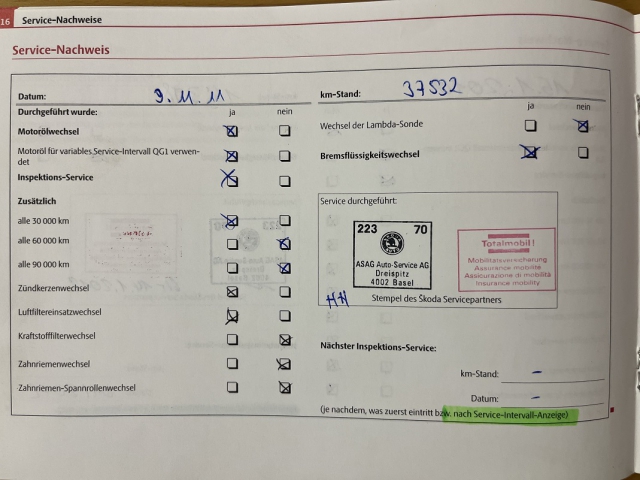 16 Service-Nachweise
Service-Nachweis
Datum: 9.11.11
Durchgeführt wurde: ja nein
Motorölwechsel
Motoröl für variables Service-Intervall QG1 verwen-
det
Inspektions-Service
Zusätzlich
alle 30 000 km
alle 60 000 km
alle 90 000 km
Zündkerzenwechsel
Luftfiltereinsatzwechsel
Kraftstofffilterwechsel
Zahnriemenwechsel
Zahnriemen-Spannrollenwechsel
km-Stand: 37532
ja nein
Wechsel der Lambda-Sonde
Bremsflüssigkeitswechsel
Service durchgeführt:
223 70
ASAG Auto-Service AG
Dreispitz
4002 Basel
Totalmobil!
Mobilitätsversicherung
Assurance mobilité
Assicurazione di mobilità
Insurance mobility
Stempel des Škoda Servicepartners
Nächster Inspektions-Service:
km-Stand: –
Datum: –
(je nachdem, was zuerst eintritt bzw. nach Service-Intervall-Anzeige)